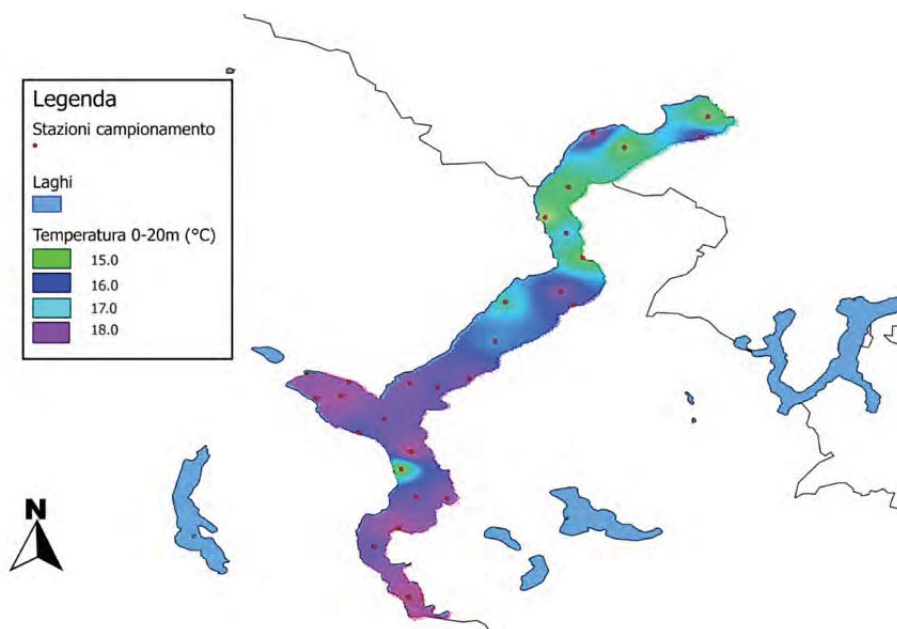 Legenda
Stazioni campionamento
Laghi
Temperatura 0-20m (°C)
15.0
16.0
17.0
18.0
N